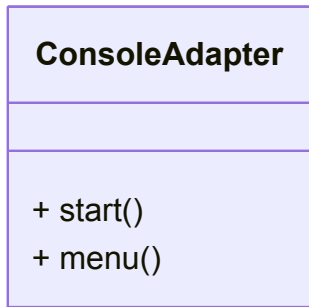 ConsoleAdapter
+ start()
+ menu()